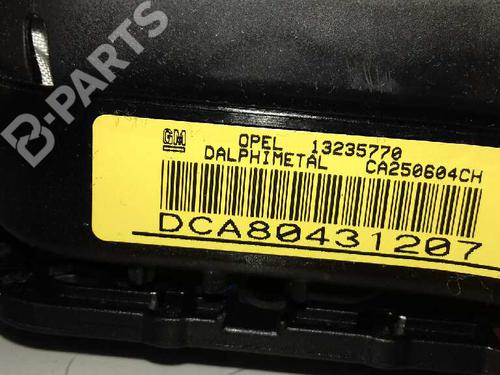 B-PARTS
GM OPEL 13235770
DALPHIMETAL CA250604CH
DCA80431207